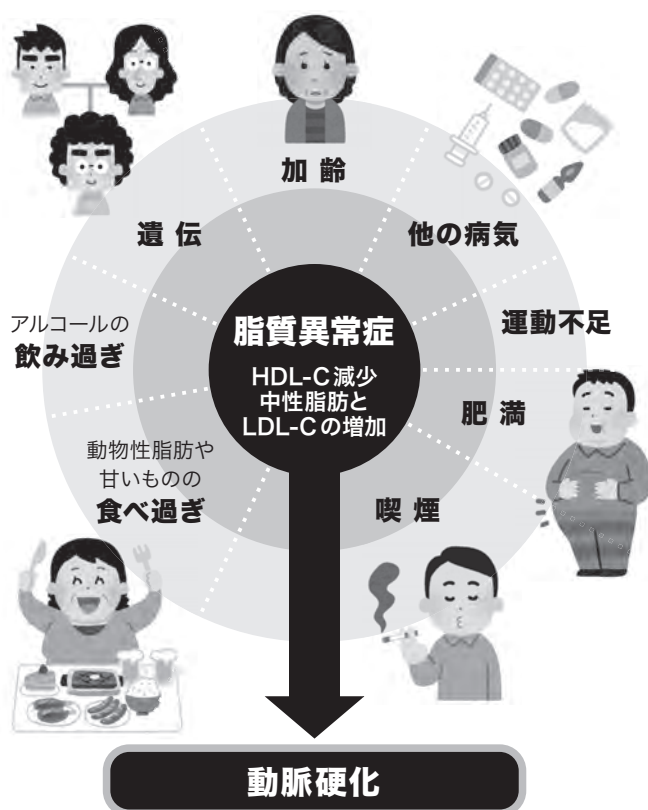 加齢
遺伝
他の病気
アルコールの
飲み過ぎ
脂質異常症
HDL-C減少
中性脂肪と
LDL-Cの増加
運動不足
肥満
動物性脂肪や
甘いものの
食べ過ぎ
喫煙
動脈硬化